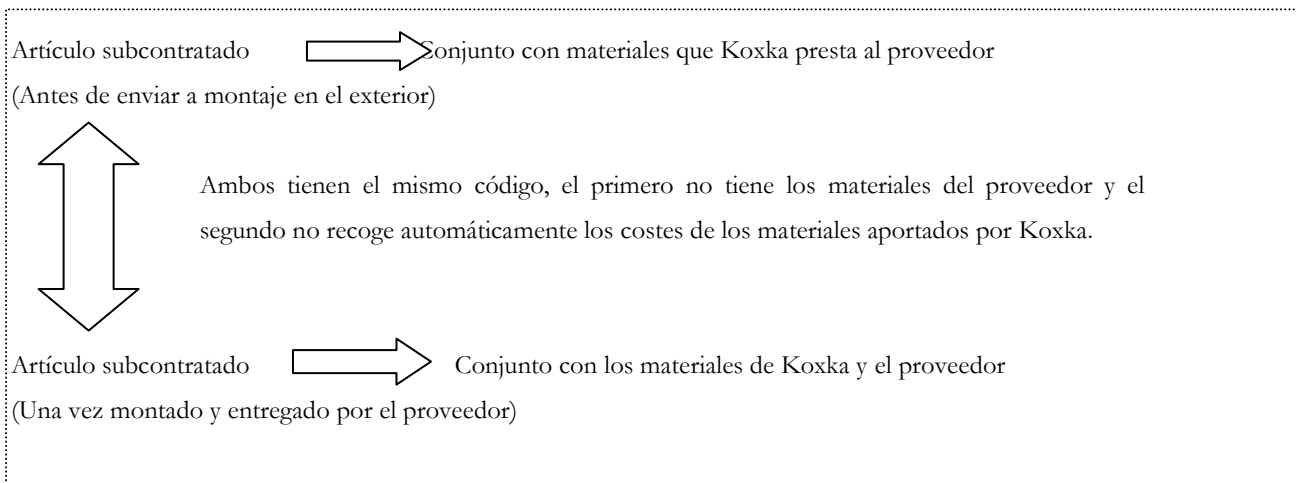 Artículo subcontratado Conjunto con materiales que Koxka presta al proveedor
(Antes de enviar a montaje en el exterior)
Ambos tienen el mismo código, el primero no tiene los materiales del proveedor y el
segundo no recoge automáticamente los costes de los materiales aportados por Koxka.
Artículo subcontratado Conjunto con los materiales de Koxka y el proveedor
(Una vez montado y entregado por el proveedor)